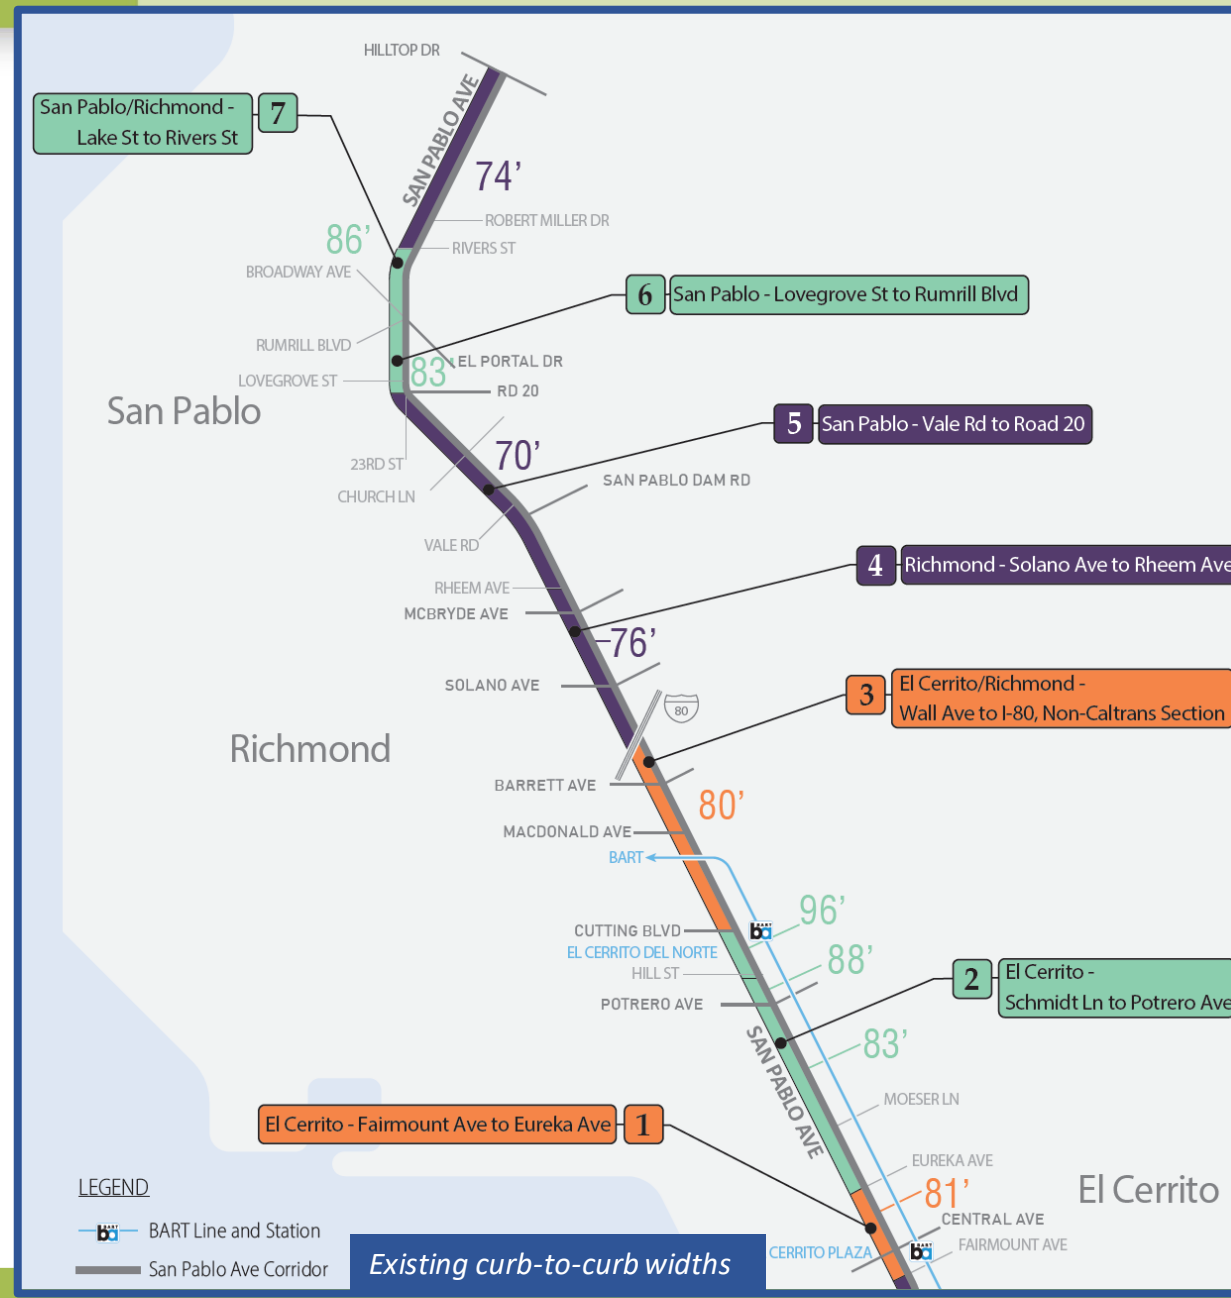 HILLTOP DR
SAN PABLO AVE
San Pablo/Richmond -
Lake St to Rivers St
7
74’
ROBERT MILLER DR
86’
RIVERS ST
BROADWAY AVE
6
San Pablo - Lovegrove St to Rumrill Blvd
RUMRILL BLVD
83’
EL PORTAL DR
LOVEGROVE ST
RD 20
San Pablo
5
San Pablo - Vale Rd to Road 20
70’
23RD ST
SAN PABLO DAM RD
CHURCH LN
VALE RD
4
Richmond - Solano Ave to Rheem Ave
RHEEM AVE
MCBRYDE AVE
76’
SOLANO AVE
3
El Cerrito/Richmond -
Wall Ave to I-80, Non-Caltrans Section
80
Richmond
BARRETT AVE
80’
MACDONALD AVE
BART
96’
CUTTING BLVD
BART
ba
EL CERRITO DEL NORTE
88’
HILL ST
2
El Cerrito -
Schmidt Ln to Potrero Ave
POTRERO AVE
83’
SAN PABLO AVE
MOESER LN
El Cerrito - Fairmount Ave to Eureka Ave
1
EUREKA AVE
81’
El Cerrito
CENTRAL AVE
CERRITO PLAZA
BART
ba
FAIRMOUNT AVE
LEGEND
BART
ba
BART Line and Station
San Pablo Ave Corridor
Existing curb-to-curb widths